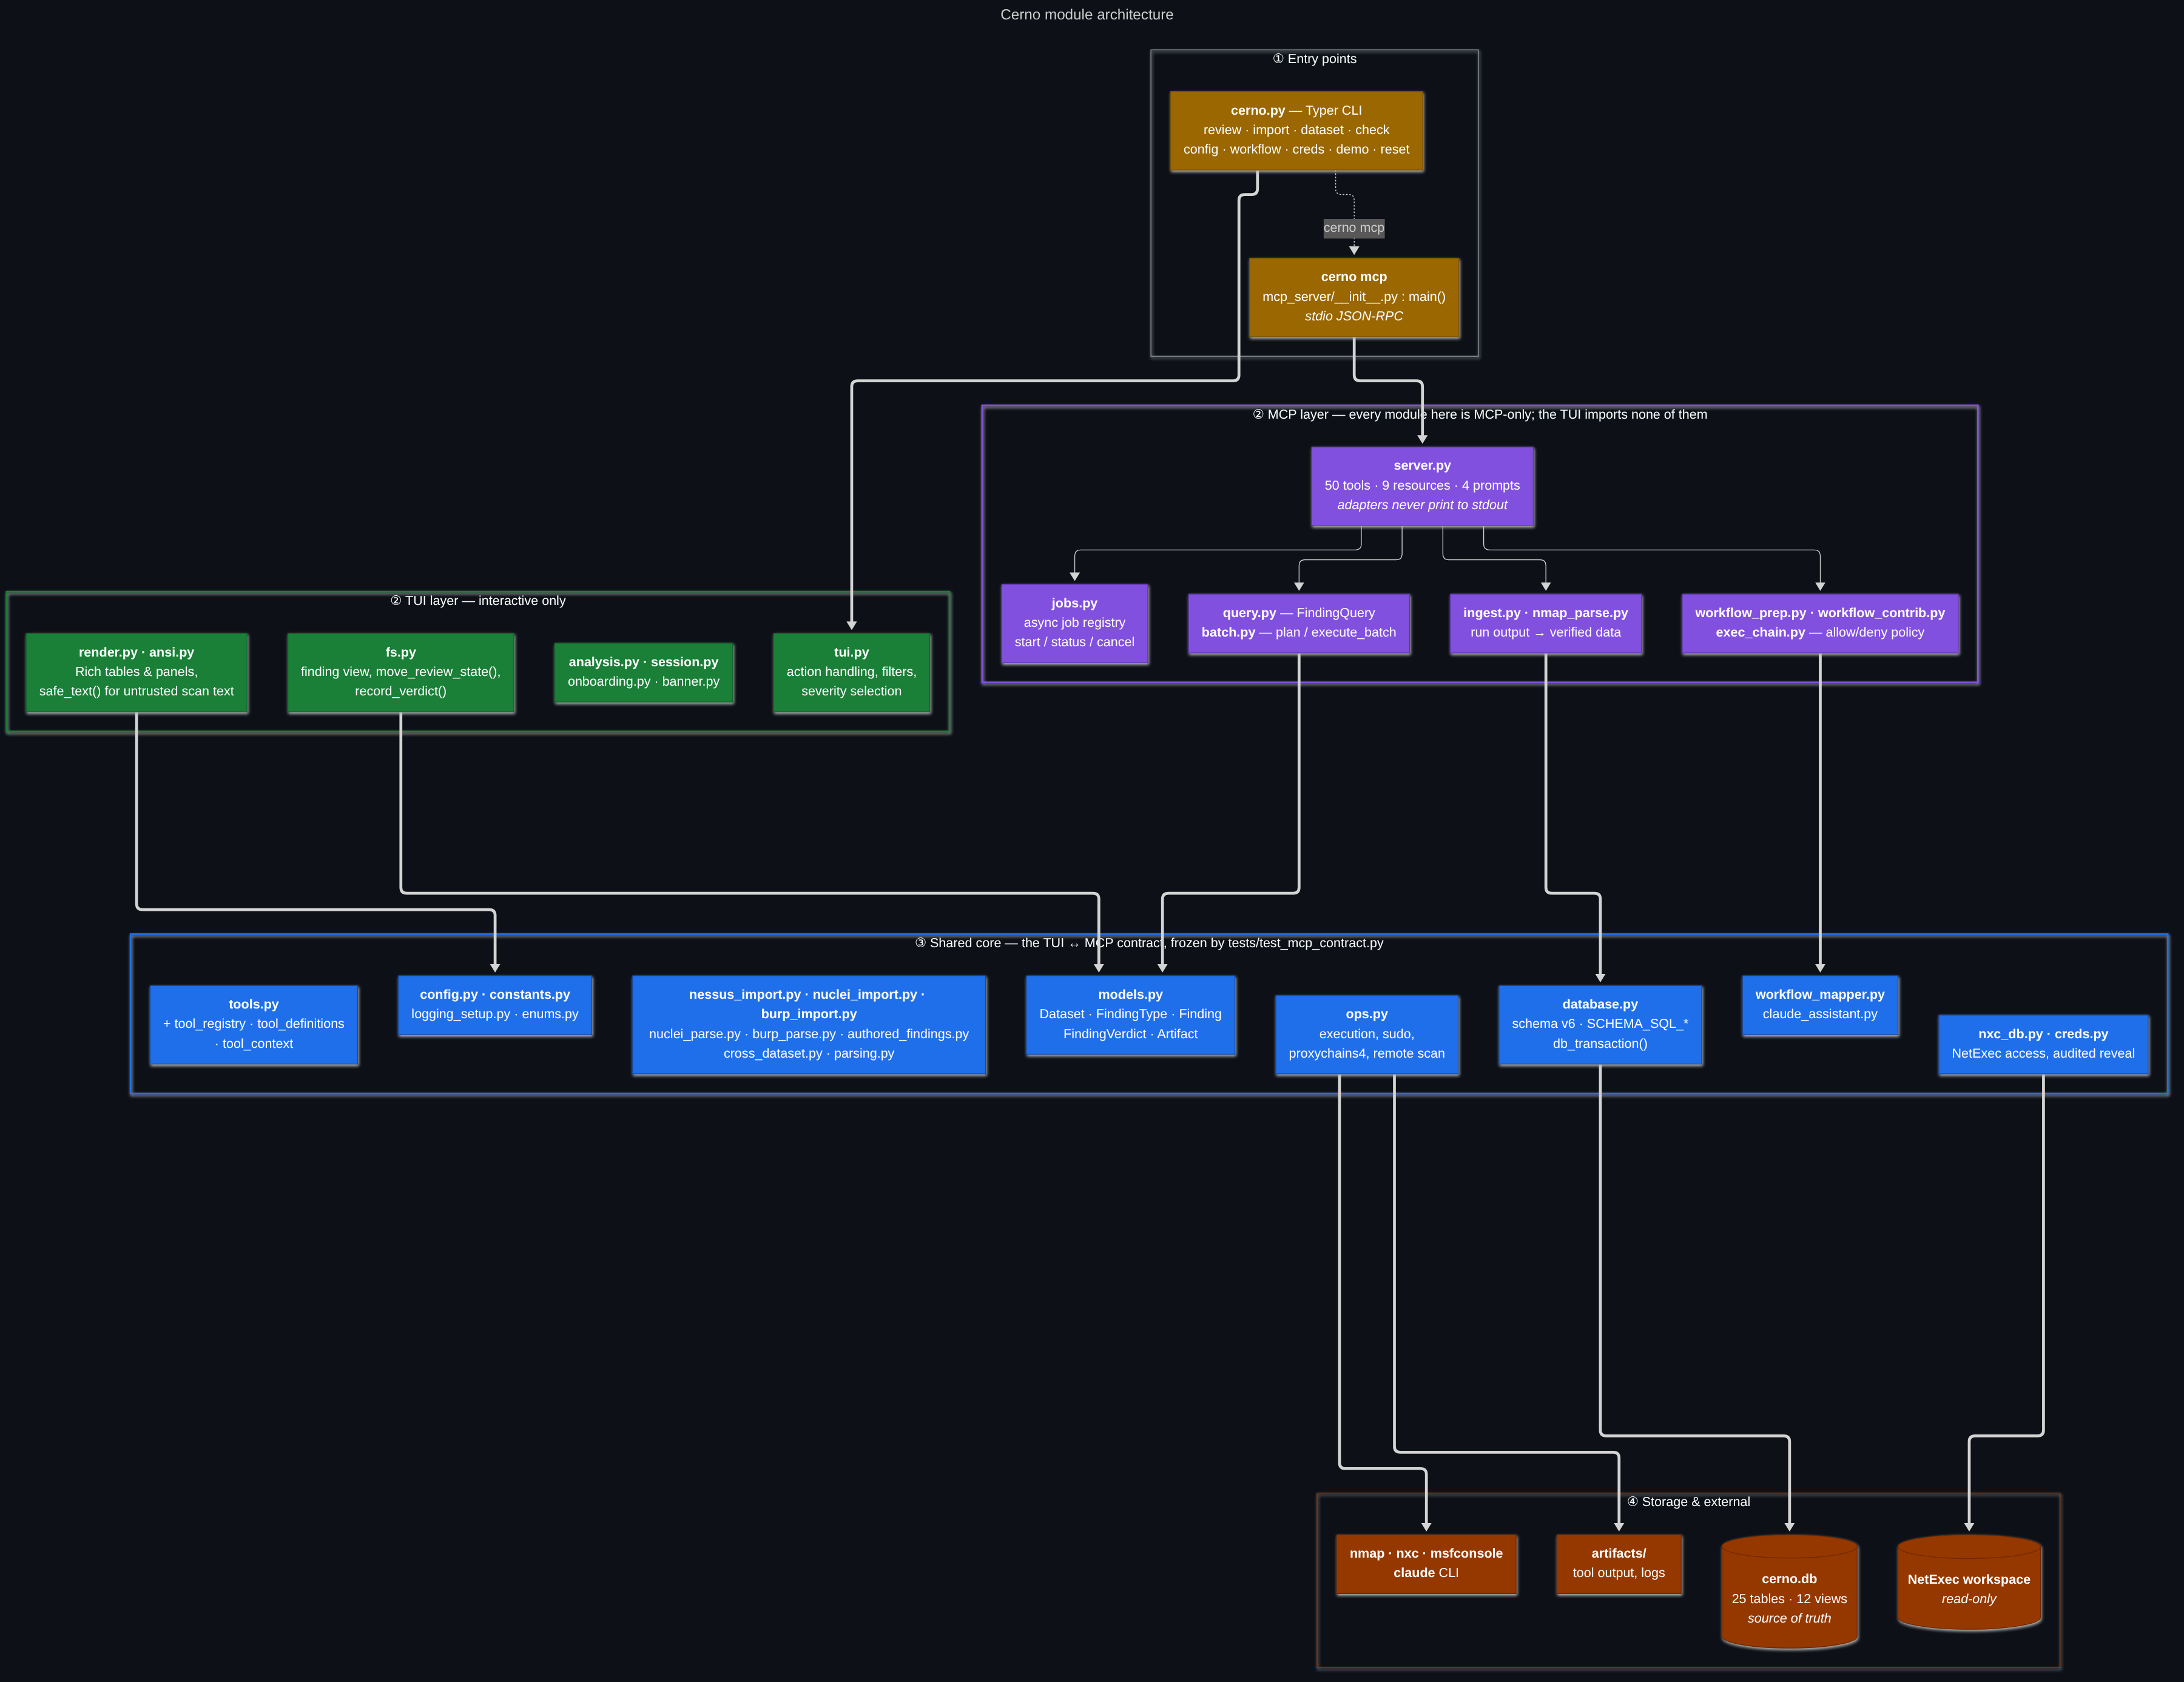 Cerno module architecture
① Entry points
cerno.py — Typer CLI
review · import · dataset · check
config · workflow · creds · demo · reset
cerno mcp
cerno mcp
mcp_server/__init__.py : main()
stdio JSON-RPC
② MCP layer — every module here is MCP-only; the TUI imports none of them
server.py
50 tools · 9 resources · 4 prompts
adapters never print to stdout
jobs.py
async job registry
start / status / cancel
query.py — FindingQuery
batch.py — plan / execute_batch
ingest.py · nmap_parse.py
run output → verified data
workflow_prep.py · workflow_contrib.py
exec_chain.py — allow/deny policy
② TUI layer — interactive only
render.py · ansi.py
Rich tables & panels,
safe_text() for untrusted scan text
fs.py
finding view, move_review_state(),
record_verdict()
analysis.py · session.py
onboarding.py · banner.py
tui.py
action handling, filters,
severity selection
③ Shared core — the TUI ↔ MCP contract, frozen by tests/test_mcp_contract.py
tools.py
+ tool_registry · tool_definitions
· tool_context
config.py · constants.py
logging_setup.py · enums.py
nessus_import.py · nuclei_import.py ·
burp_import.py
nuclei_parse.py · burp_parse.py · authored_findings.py
cross_dataset.py · parsing.py
models.py
Dataset · FindingType · Finding
FindingVerdict · Artifact
ops.py
execution, sudo,
proxychains4, remote scan
database.py
schema v6 · SCHEMA_SQL_*
db_transaction()
workflow_mapper.py
claude_assistant.py
nxc_db.py · creds.py
NetExec access, audited reveal
④ Storage & external
nmap · nxc · msfconsole
claude CLI
artifacts/
tool output, logs
cerno.db
25 tables · 12 views
source of truth
NetExec workspace
read-only